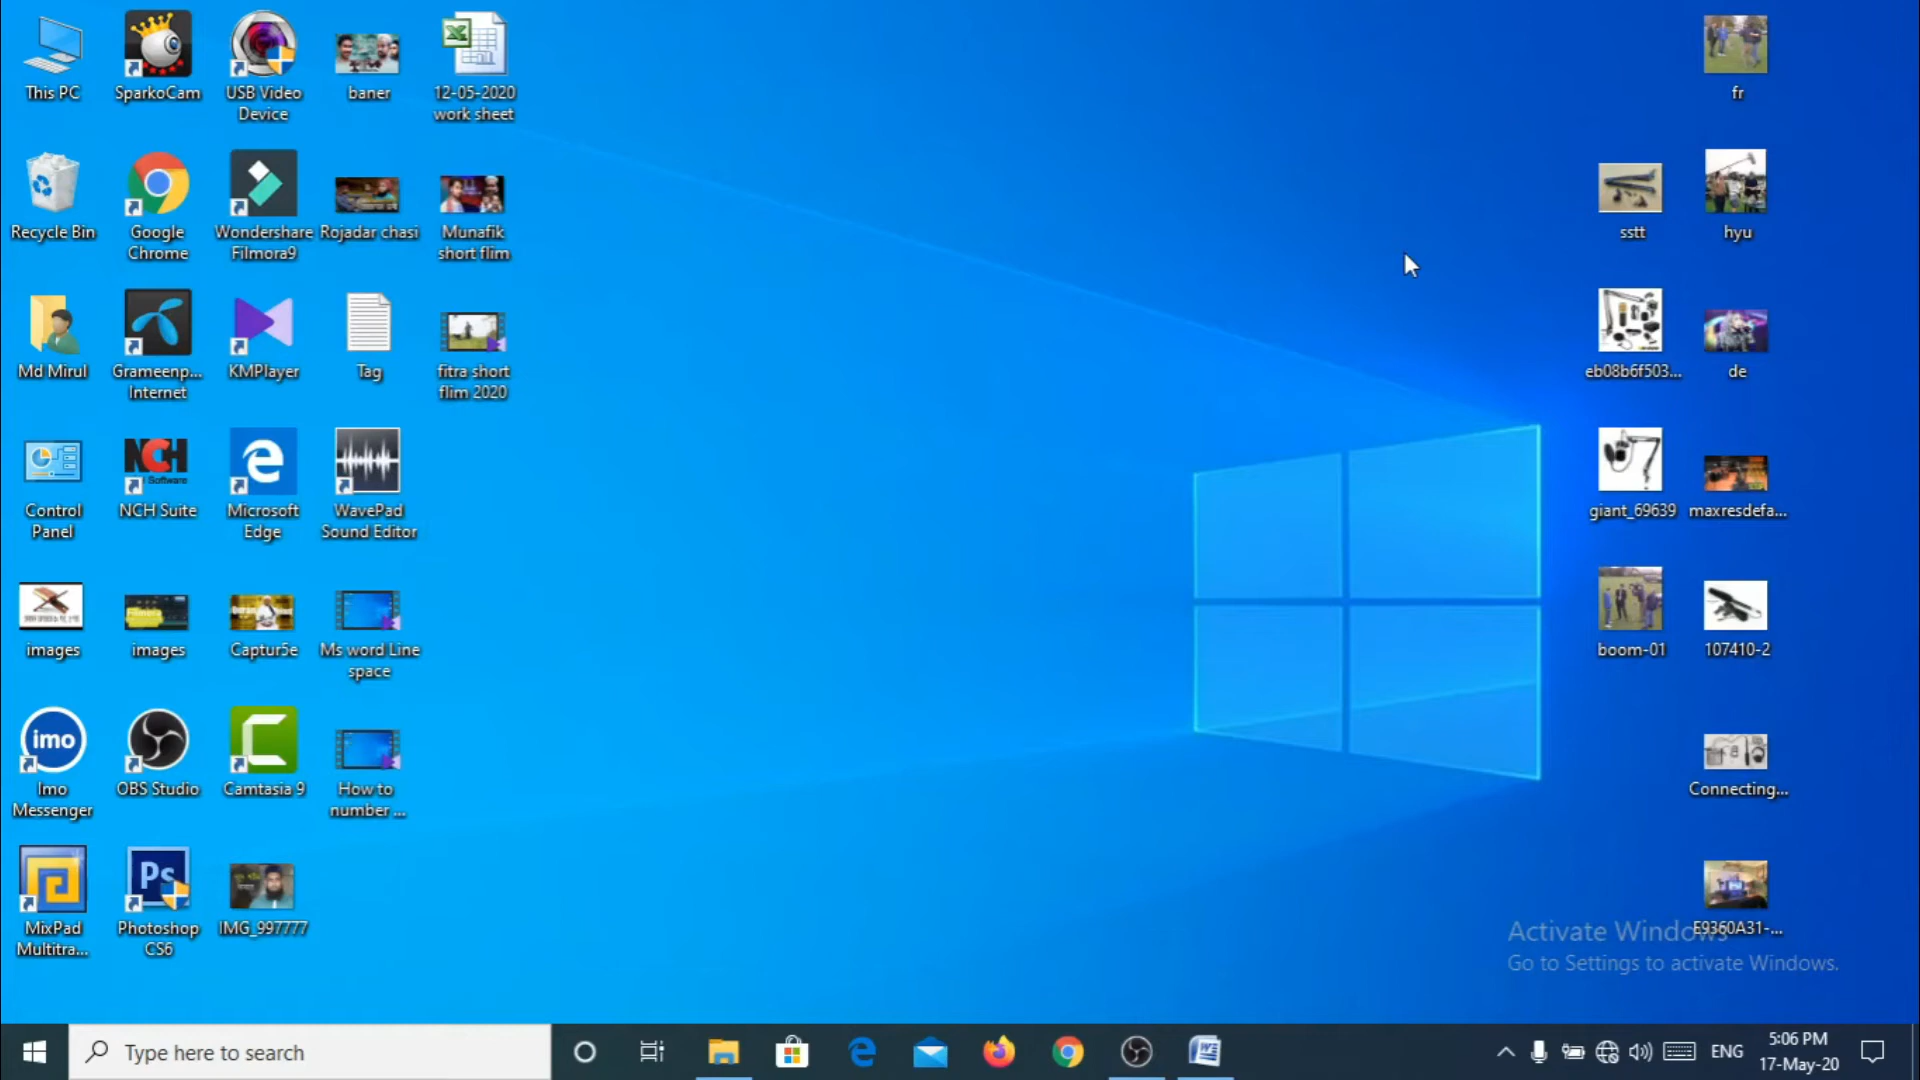 This PC
SparkoCam
USB Video
Device
baner
12-05-2020
work sheet
fr
Recycle Bin
Google
Chrome
Wondershare
Filmora9
Rojadar chasi
Munafik
short flim
sstt
hyu
Md Mirul
Grameenp...
Internet
KMPlayer
Tag
fitra short
flim 2020
eb08b6f503...
de
NCH
Software
Control
Panel
NCH Suite
Microsoft
Edge
WavePad
Sound Editor
giant_69639
maxresdefa...
images
images
Captur5e
Ms word Line
space
boom-01
107410-2
imo
Imo
Messenger
OBS Studio
Camtasia 9
How to
number ...
Connecting...
Ps
MixPad
Multitra...
Photoshop
CS6
IMG_997777
E9360A31-...
Activate Windows
Go to Settings to activate Windows.
Type here to search
ENG
5:06 PM
17-May-20